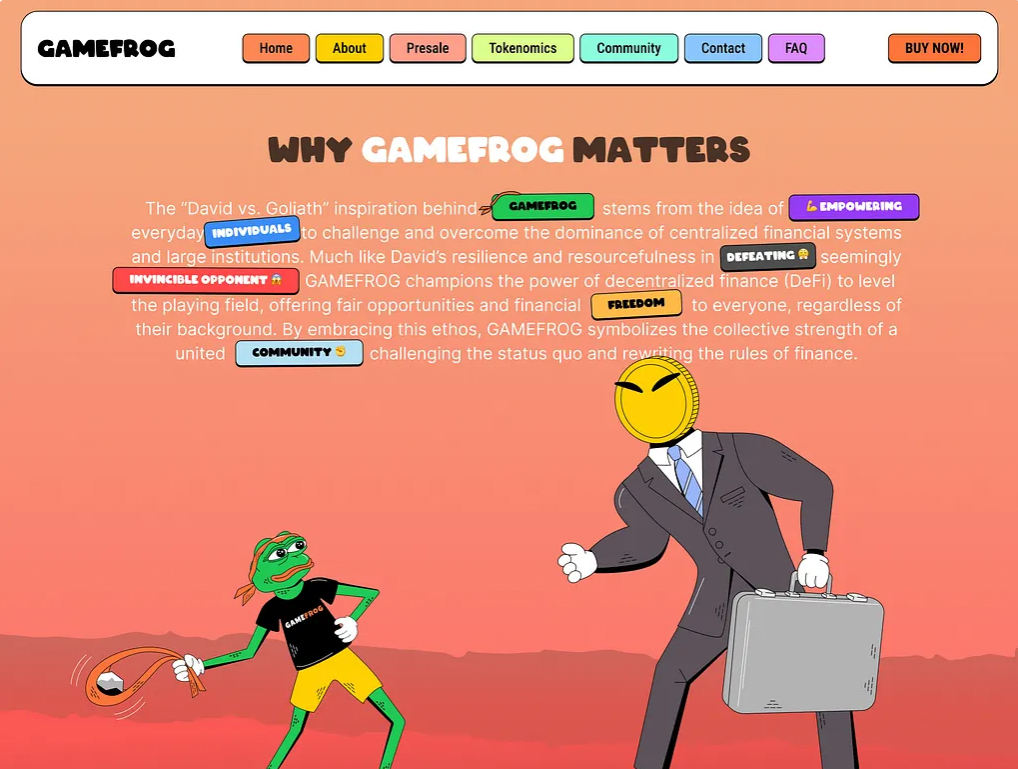 GAMEFROG
Home About Presale Tokenomics Community Contact FAQ BUY NOW!
WHY GAMEFROG MATTERS
The “David vs. Goliath” inspiration behind GAMEFROG stems from the idea of 💪 EMPOWERING
everyday INDIVIDUALS to challenge and overcome the dominance of centralized financial systems
and large institutions. Much like David’s resilience and resourcefulness in DEFEATING 😤 seemingly
INVINCIBLE OPPONENT 😱 GAMEFROG champions the power of decentralized finance (DeFi) to level
the playing field, offering fair opportunities and financial FREEDOM to everyone, regardless of
their background. By embracing this ethos, GAMEFROG symbolizes the collective strength of a
united COMMUNITY ✊ challenging the status quo and rewriting the rules of finance.
GAMEFROG